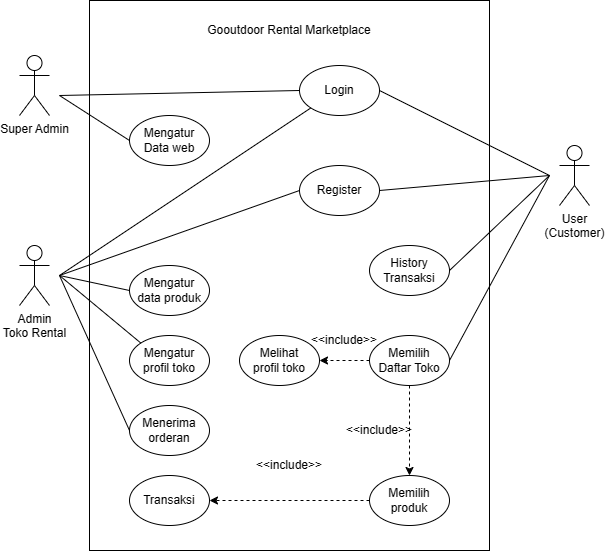 Gooutdoor Rental Marketplace
Super Admin
Login
Mengatur
Data web
Register
User
(Customer)
History
Transaksi
Admin
Toko Rental
Mengatur
data produk
<<include>>
Mengatur
profil toko
Melihat
profil toko
Memilih
Daftar Toko
Menerima
orderan
<<include>>
<<include>>
Transaksi
Memilih
produk